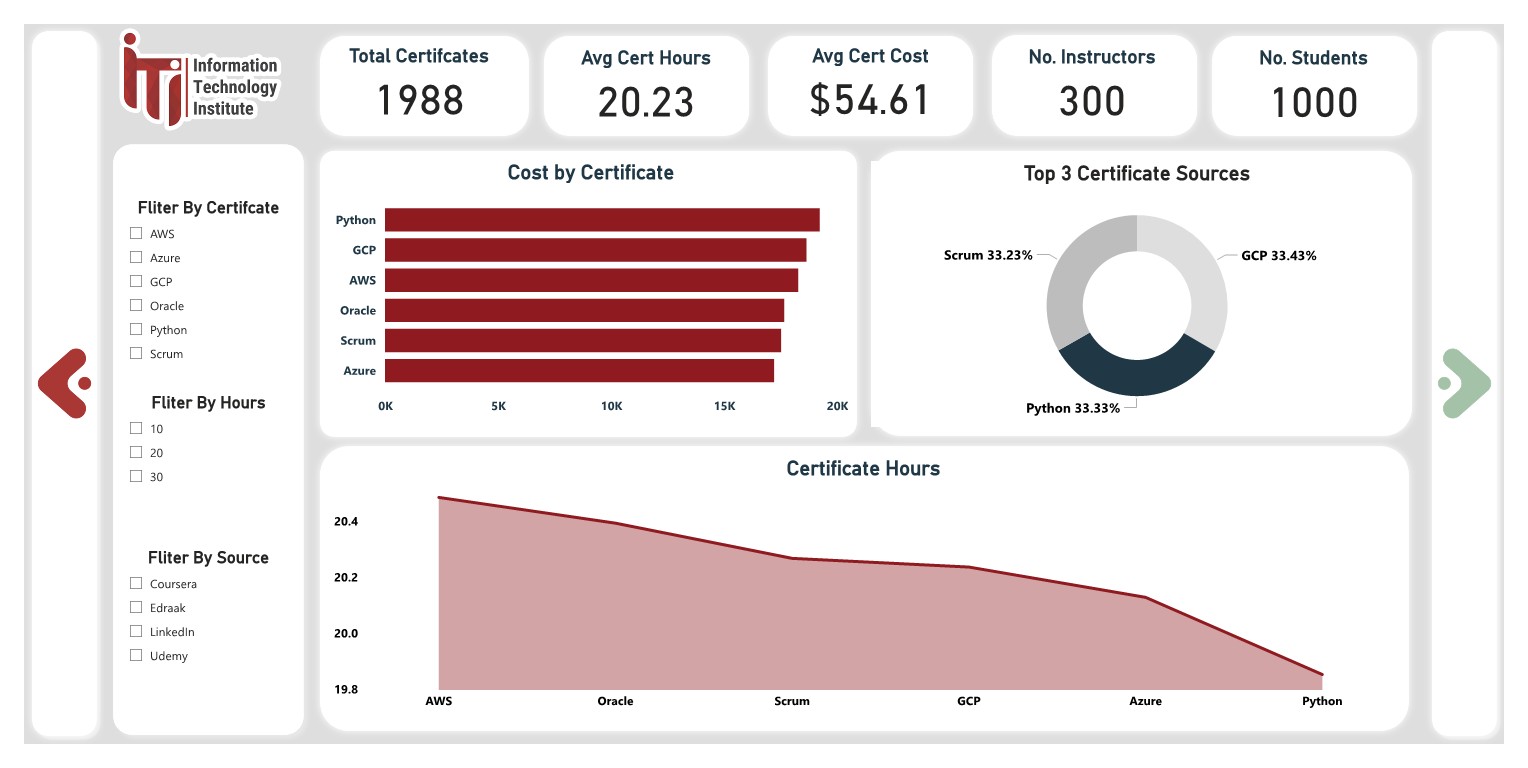 Information
Technology
Institute
Total Certifcates
1988
Avg Cert Hours
20.23
Avg Cert Cost
$54.61
No. Instructors
300
No. Students
1000
Fliter By Certifcate
AWS
Azure
GCP
Oracle
Python
Scrum
Fliter By Hours
10
20
30
Fliter By Source
Coursera
Edraak
LinkedIn
Udemy
Cost by Certificate
Python
GCP
AWS
Oracle
Scrum
Azure
0K 5K 10K 15K 20K
Top 3 Certificate Sources
Scrum 33.23%
GCP 33.43%
Python 33.33%
Certificate Hours
20.4
20.2
20.0
19.8
AWS Oracle Scrum GCP Azure Python